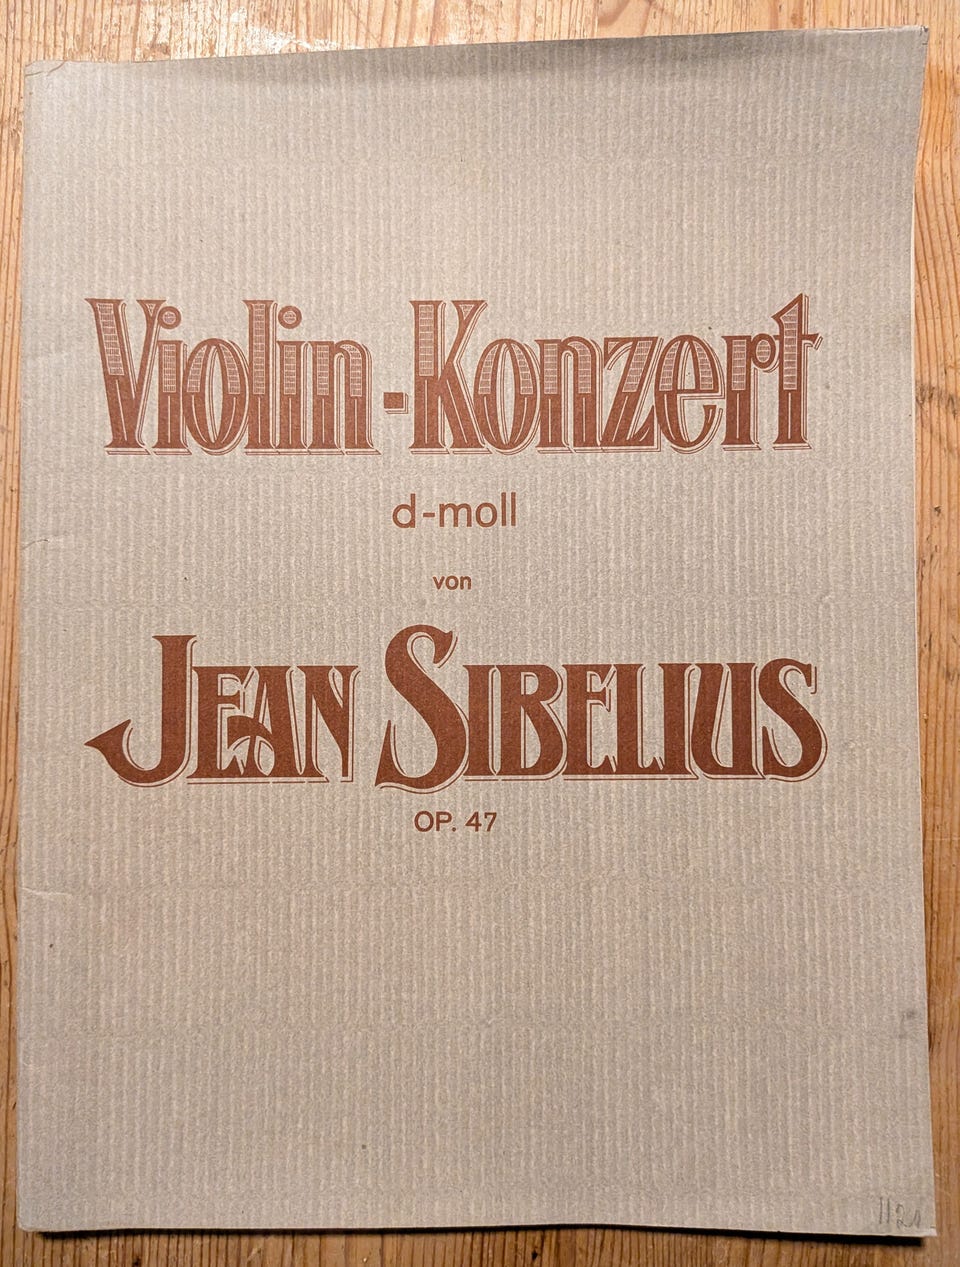 Violin-Konzert
d-moll
von
JEAN SIBELIUS
OP. 47